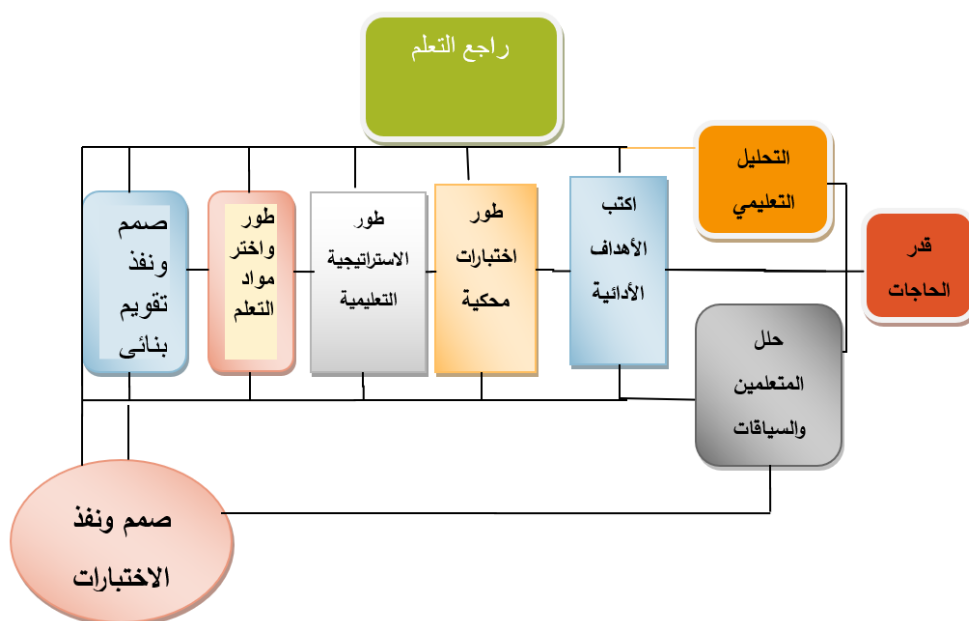 راجع التعلم
قدر
الحاجات
التحليل
التعليمي
حلل
المتعلمين
والسياقات
اكتب
الأهداف
الأدائية
طور
اختبارات
محكية
طور
الاستراتيجية
التعليمية
طور
واختر
مواد
التعلم
صمم
ونفذ
تقويم
بنائى
صمم ونفذ
الاختبارات